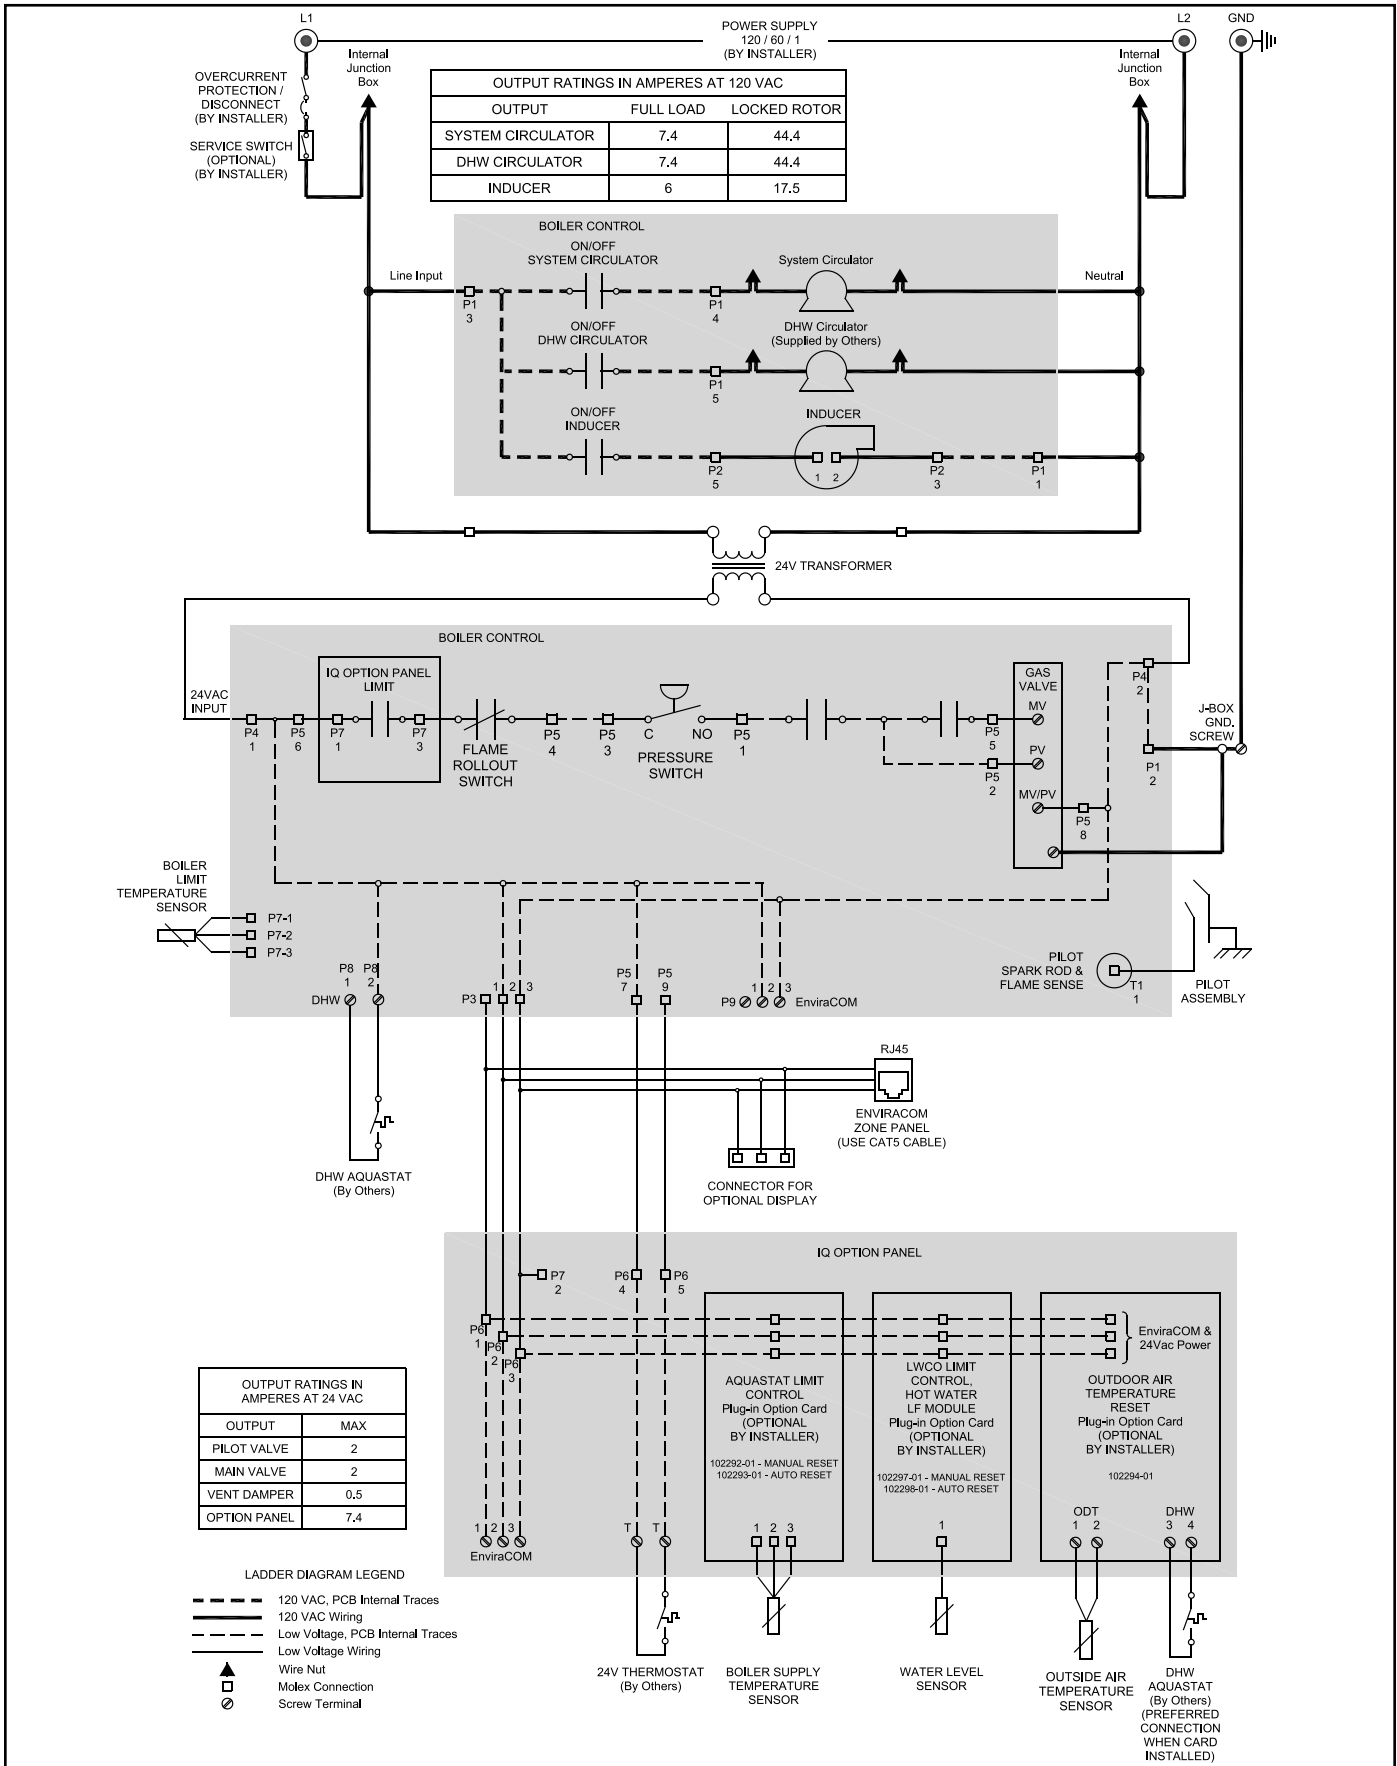 L1
POWER SUPPLY
120 / 60 / 1
(BY INSTALLER)
L2
GND
Internal
Junction
Box
Internal
Junction
Box
OVERCURRENT
PROTECTION /
DISCONNECT
(BY INSTALLER)
SERVICE SWITCH
(OPTIONAL)
(BY INSTALLER)
OUTPUT RATINGS IN AMPERES AT 120 VAC
OUTPUT FULL LOAD LOCKED ROTOR
SYSTEM CIRCULATOR 7.4 44.4
DHW CIRCULATOR 7.4 44.4
INDUCER 6 17.5
BOILER CONTROL
ON/OFF
SYSTEM CIRCULATOR
System Circulator
Line Input
Neutral
P1
3
P1
4
ON/OFF
DHW CIRCULATOR
DHW Circulator
(Supplied by Others)
P1
5
ON/OFF
INDUCER
INDUCER
1 2
P2
5
P2
3
P1
1
24V TRANSFORMER
BOILER CONTROL
24VAC
INPUT
IQ OPTION PANEL
LIMIT
P4
1
P5
6
P7
1
P7
3
FLAME
ROLLOUT
SWITCH
P5
4
P5
3
C
NO
PRESSURE
SWITCH
P5
1
P5
5
P5
2
GAS
VALVE
MV
PV
MV/PV
P5
8
P4
2
P1
2
J-BOX
GND.
SCREW
BOILER
LIMIT
TEMPERATURE
SENSOR
P7-1
P7-2
P7-3
P8
1
P8
2
DHW
P3
1 2 3
P5
7
P5
9
P9
1 2 3
EnviraCOM
PILOT
SPARK ROD &
FLAME SENSE
T1
1
PILOT
ASSEMBLY
RJ45
ENVIRACOM
ZONE PANEL
(USE CAT5 CABLE)
DHW AQUASTAT
(By Others)
CONNECTOR FOR
OPTIONAL DISPLAY
IQ OPTION PANEL
P7
2
P6
4
P6
5
P6
1
P6
2
P6
3
EnviraCOM &
24Vac Power
AQUASTAT LIMIT
CONTROL
Plug-in Option Card
(OPTIONAL
BY INSTALLER)
102292-01 - MANUAL RESET
102293-01 - AUTO RESET
LWCO LIMIT
CONTROL,
HOT WATER
LF MODULE
Plug-in Option Card
(OPTIONAL
BY INSTALLER)
102297-01 - MANUAL RESET
102298-01 - AUTO RESET
OUTDOOR AIR
TEMPERATURE
RESET
Plug-in Option Card
(OPTIONAL
BY INSTALLER)
102294-01
OUTPUT RATINGS IN
AMPERES AT 24 VAC
OUTPUT MAX
PILOT VALVE 2
MAIN VALVE 2
VENT DAMPER 0.5
OPTION PANEL 7.4
1 2 3
EnviraCOM
T T
1 2 3
1
ODT
1 2
DHW
3 4
LADDER DIAGRAM LEGEND
120 VAC, PCB Internal Traces
120 VAC Wiring
Low Voltage, PCB Internal Traces
Low Voltage Wiring
Wire Nut
Molex Connection
Screw Terminal
24V THERMOSTAT
(By Others)
BOILER SUPPLY
TEMPERATURE
SENSOR
WATER LEVEL
SENSOR
OUTSIDE AIR
TEMPERATURE
SENSOR
DHW
AQUASTAT
(By Others)
(PREFERRED
CONNECTION
WHEN CARD
INSTALLED)